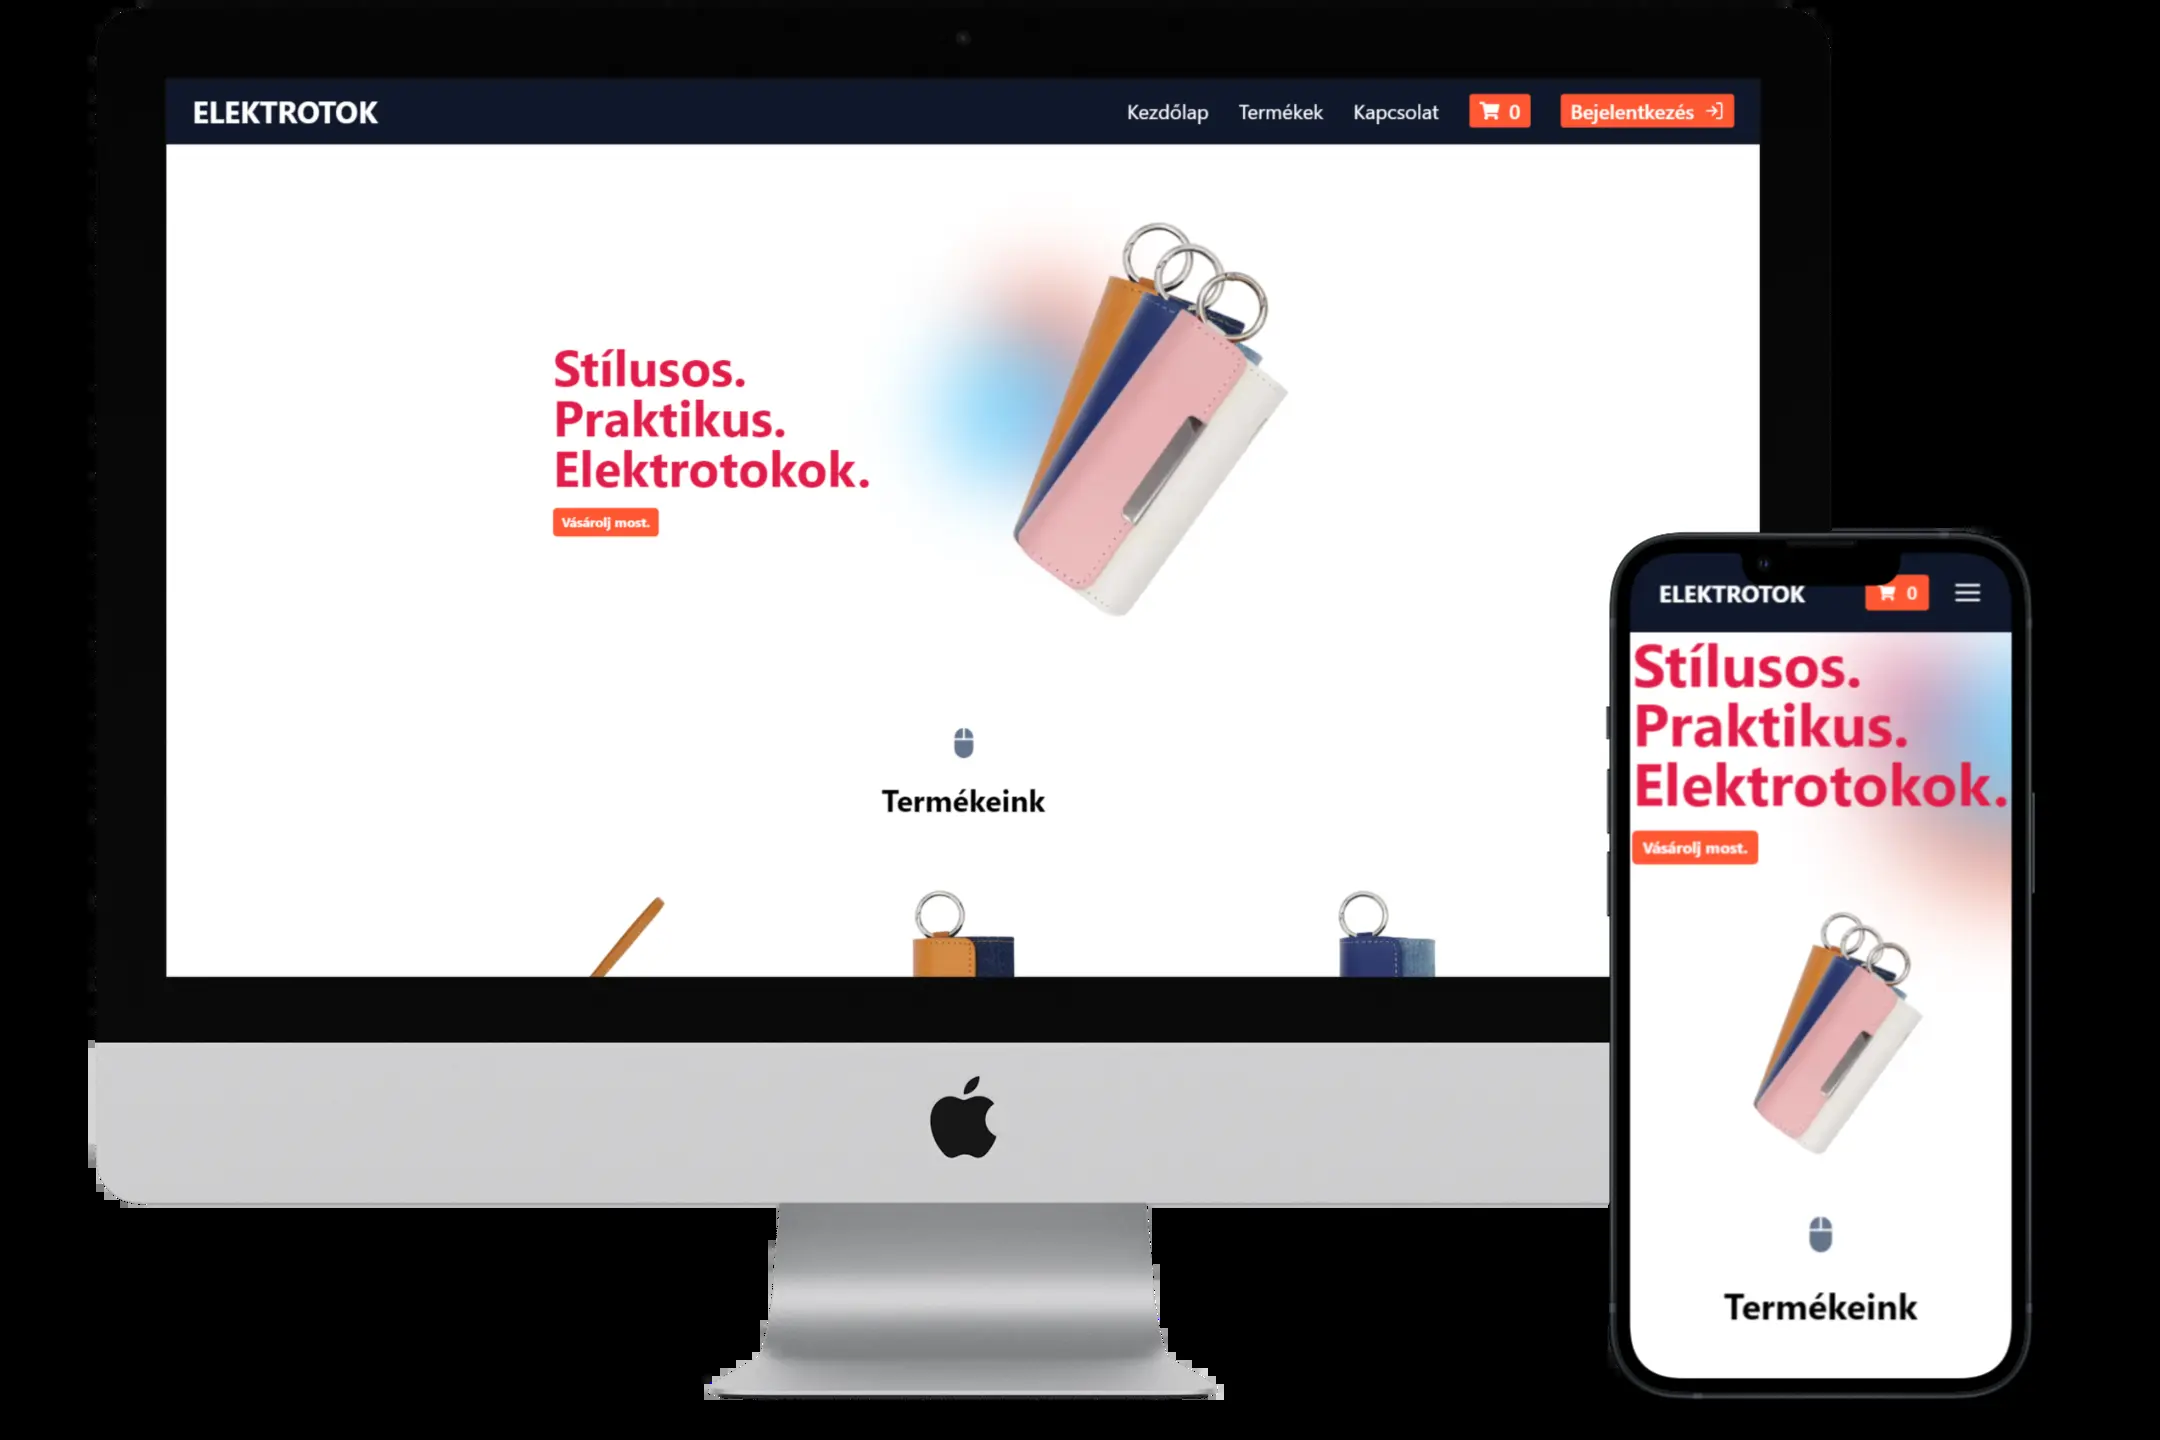 ELEKTROTOK
Kezdőlap Termékek Kapcsolat 0 Bejelentkezés
Stílusos.
Praktikus.
Elektrotokok.
Vásárolj most.
Termékeink
ELEKTROTOK 0
Stílusos.
Praktikus.
Elektrotokok.
Vásárolj most.
Termékeink